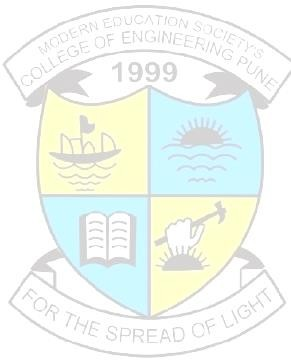 MODERN EDUCATION SOCIETY'S
COLLEGE OF ENGINEERING PUNE
1999
FOR THE SPREAD OF LIGHT